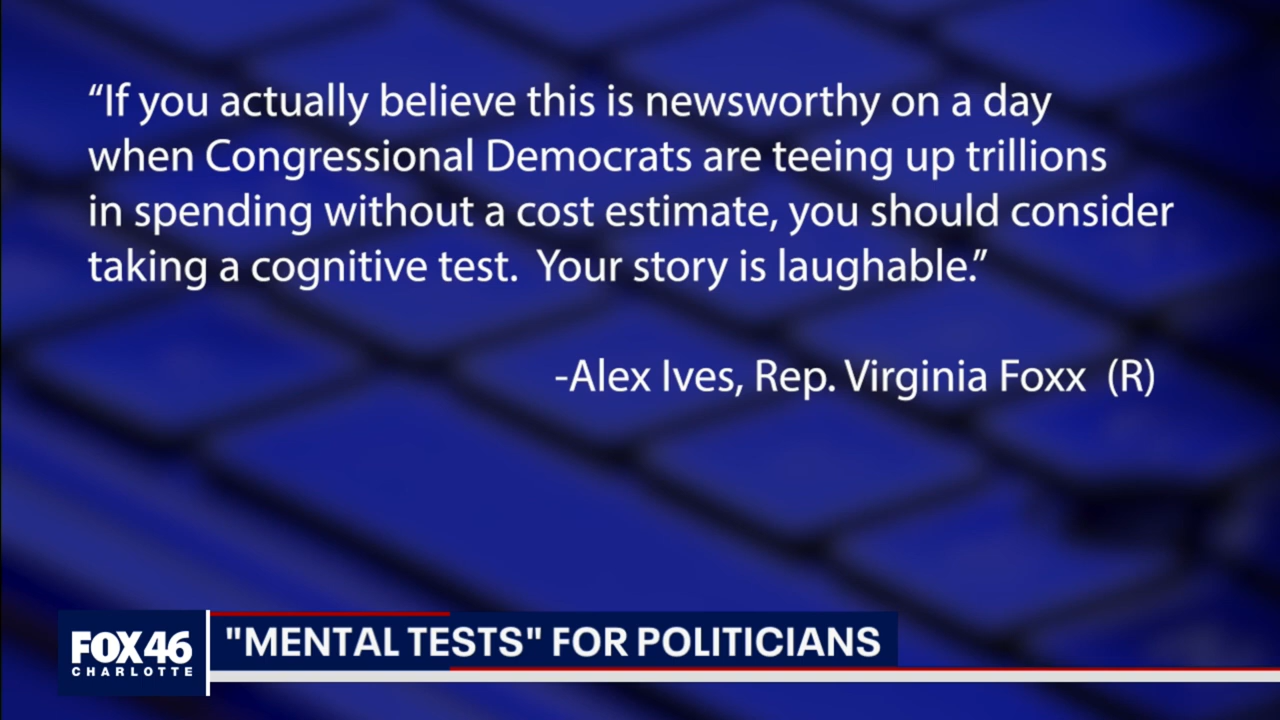 “If you actually believe this is newsworthy on a day
when Congressional Democrats are teeing up trillions
in spending without a cost estimate, you should consider
taking a cognitive test.  Your story is laughable.”
-Alex Ives, Rep. Virginia Foxx  (R)
FOX 46
CHARLOTTE
"MENTAL TESTS" FOR POLITICIANS